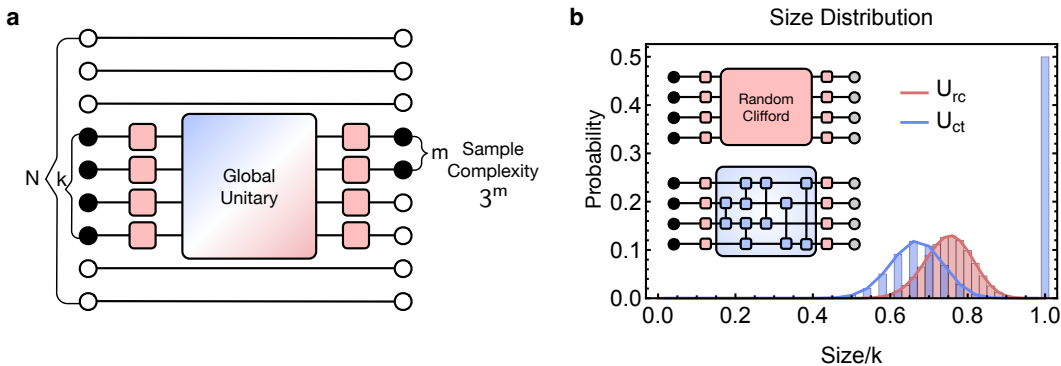 a
N
k
Global
Unitary
m
Sample
Complexity
3^m
b
Size Distribution
Probability
0.5
0.4
0.3
0.2
0.1
0.0
Random
Clifford
U_rc
U_ct
0.0 0.2 0.4 0.6 0.8 1.0
Size/k